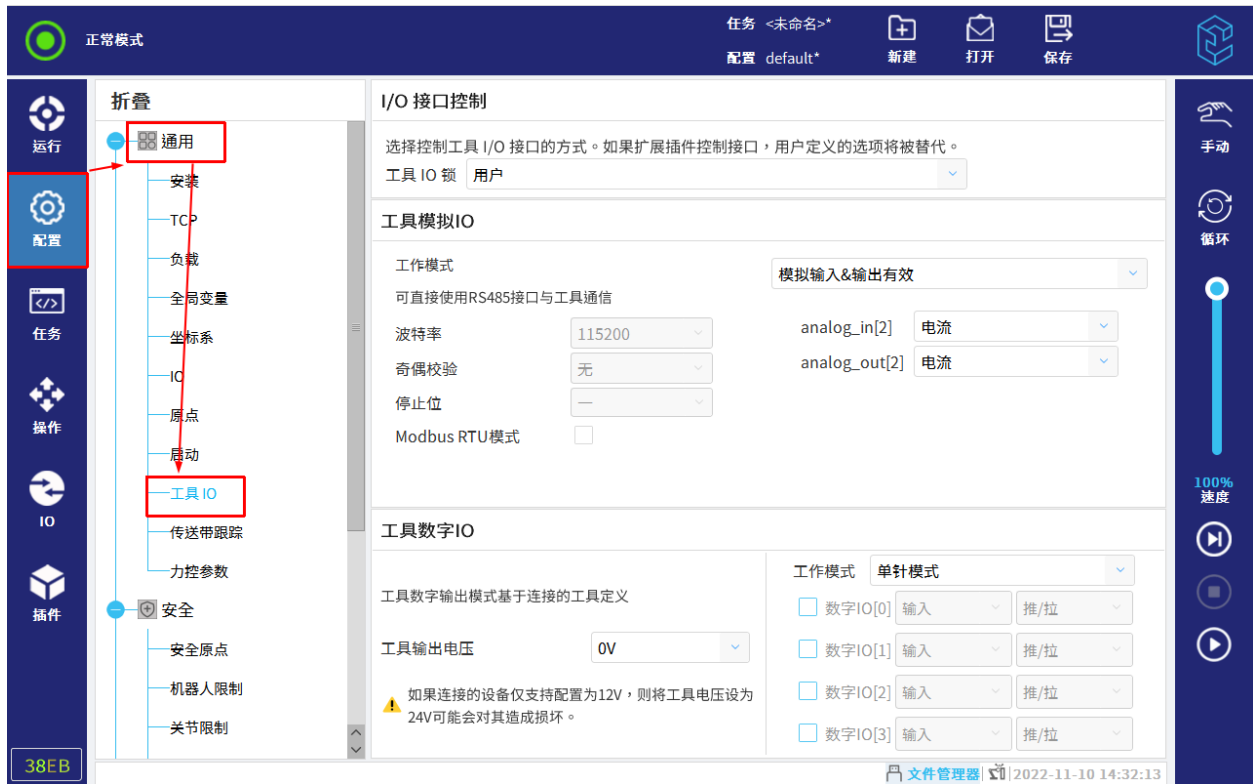 正常模式
任务 <未命名>*
配置 default*
新建
打开
保存
运行
配置
任务
操作
IO
插件
38EB
折叠
通用
安装
TCP
负载
全局变量
坐标系
IO
原点
启动
工具 IO
传送带跟踪
力控参数
安全
安全原点
机器人限制
关节限制
I/O 接口控制
选择控制工具 I/O 接口的方式。如果扩展插件控制接口，用户定义的选项将被替代。
工具 IO 锁 用户
工具模拟IO
工作模式 模拟输入&输出有效
可直接使用RS485接口与工具通信
波特率 115200
奇偶校验 无
停止位 一
Modbus RTU模式
analog_in[2] 电流
analog_out[2] 电流
工具数字IO
工具数字输出模式基于连接的工具定义
工具输出电压 0V
如果连接的设备仅支持配置为12V，则将工具电压设为
24V可能会对其造成损坏。
工作模式 单针模式
数字IO[0] 输入 推/拉
数字IO[1] 输入 推/拉
数字IO[2] 输入 推/拉
数字IO[3] 输入 推/拉
手动
循环
100%
速度
文件管理器 2022-11-10 14:32:13